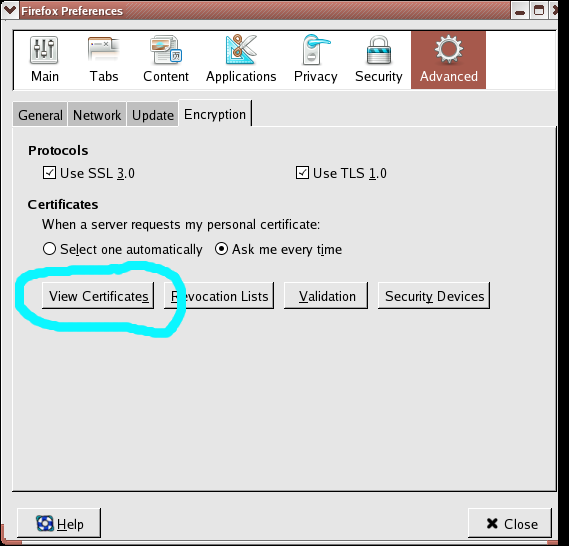 Firefox Preferences
Main Tabs Content Applications Privacy Security Advanced
General Network Update Encryption
Protocols
Use SSL 3.0 Use TLS 1.0
Certificates
When a server requests my personal certificate:
Select one automatically Ask me every time
View Certificates Revocation Lists Validation Security Devices
Help Close